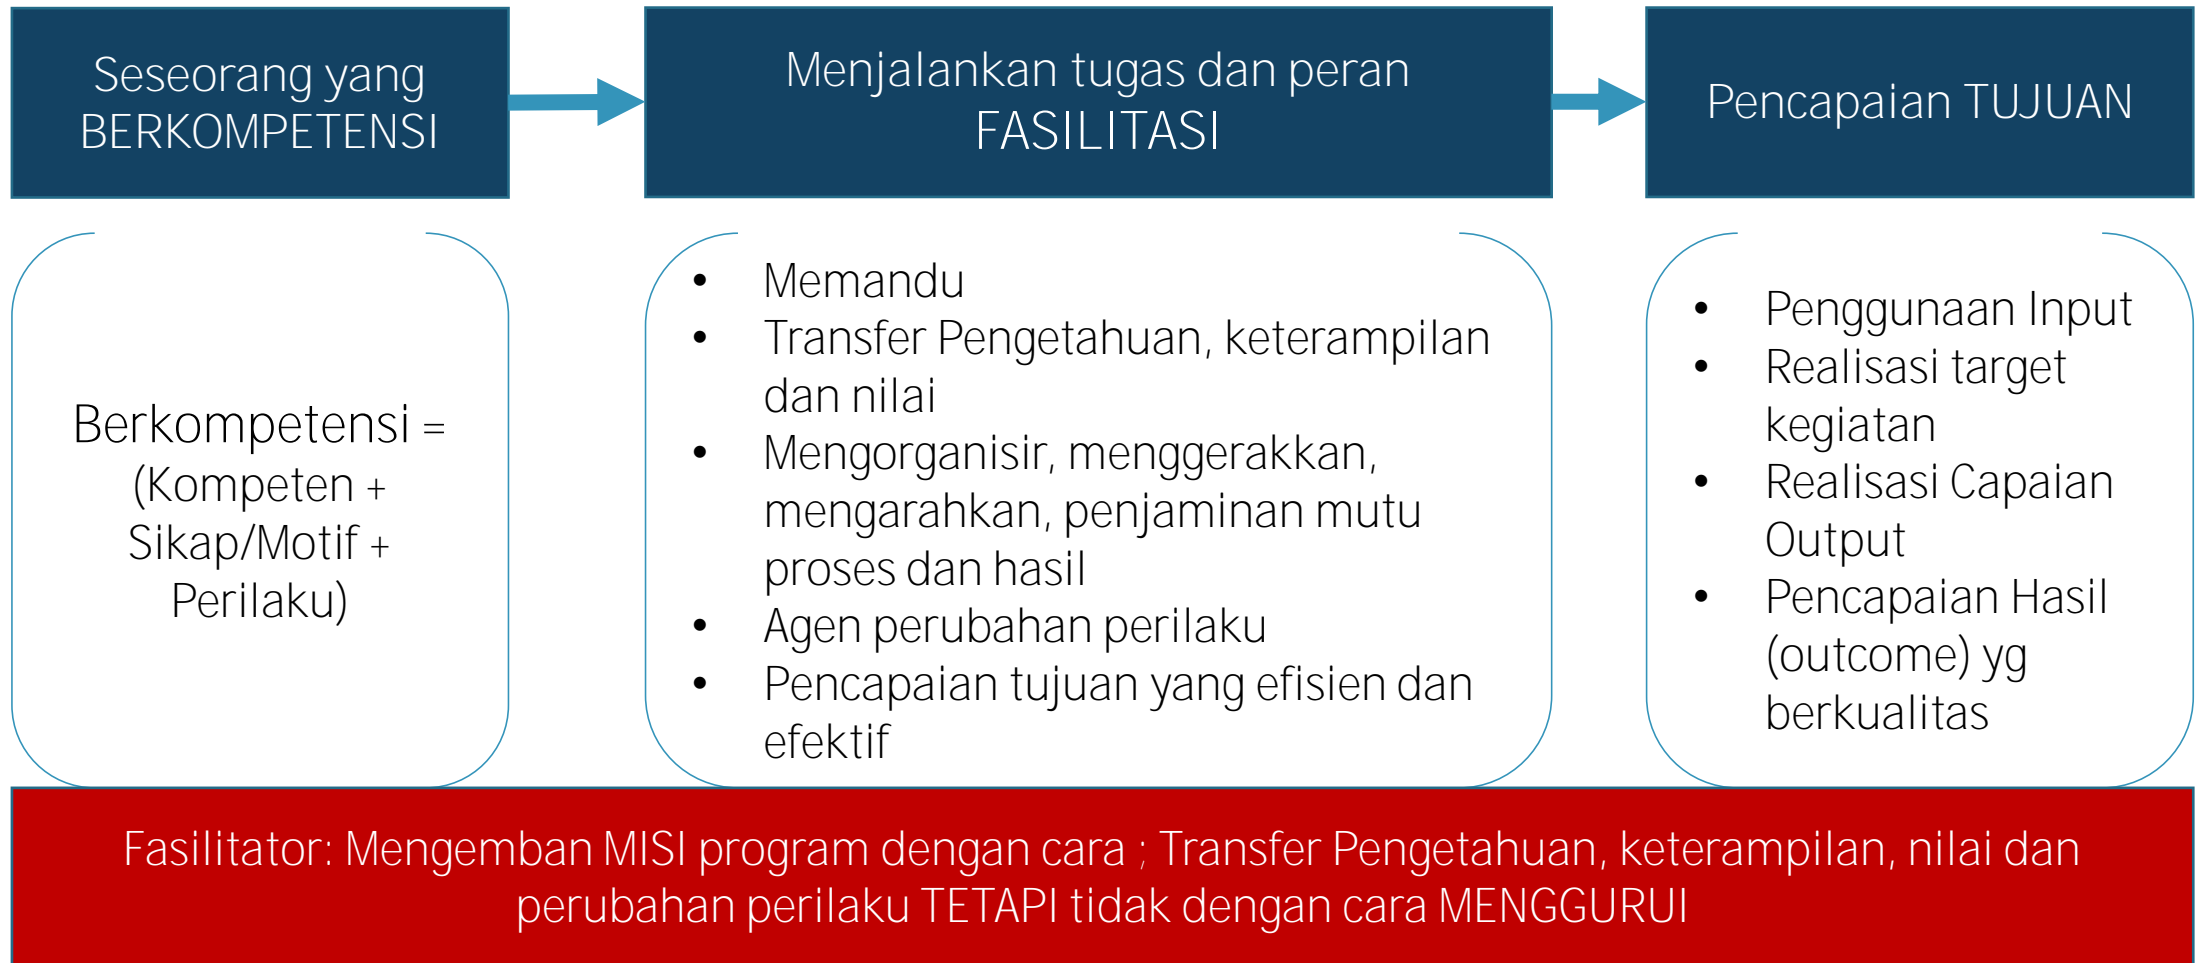 Seseorang yang
BERKOMPETENSI
Menjalankan tugas dan peran
FASILITASI
Pencapaian TUJUAN
Berkompetensi =
(Kompeten +
Sikap/Motif +
Perilaku)
• Memandu
• Transfer Pengetahuan, keterampilan
dan nilai
• Mengorganisir, menggerakkan,
mengarahkan, penjaminan mutu
proses dan hasil
• Agen perubahan perilaku
• Pencapaian tujuan yang efisien dan
efektif
• Penggunaan Input
• Realisasi target
kegiatan
• Realisasi Capaian
Output
• Pencapaian Hasil
(outcome) yg
berkualitas
Fasilitator: Mengemban MISI program dengan cara ; Transfer Pengetahuan, keterampilan, nilai dan
perubahan perilaku TETAPI tidak dengan cara MENGGURUI